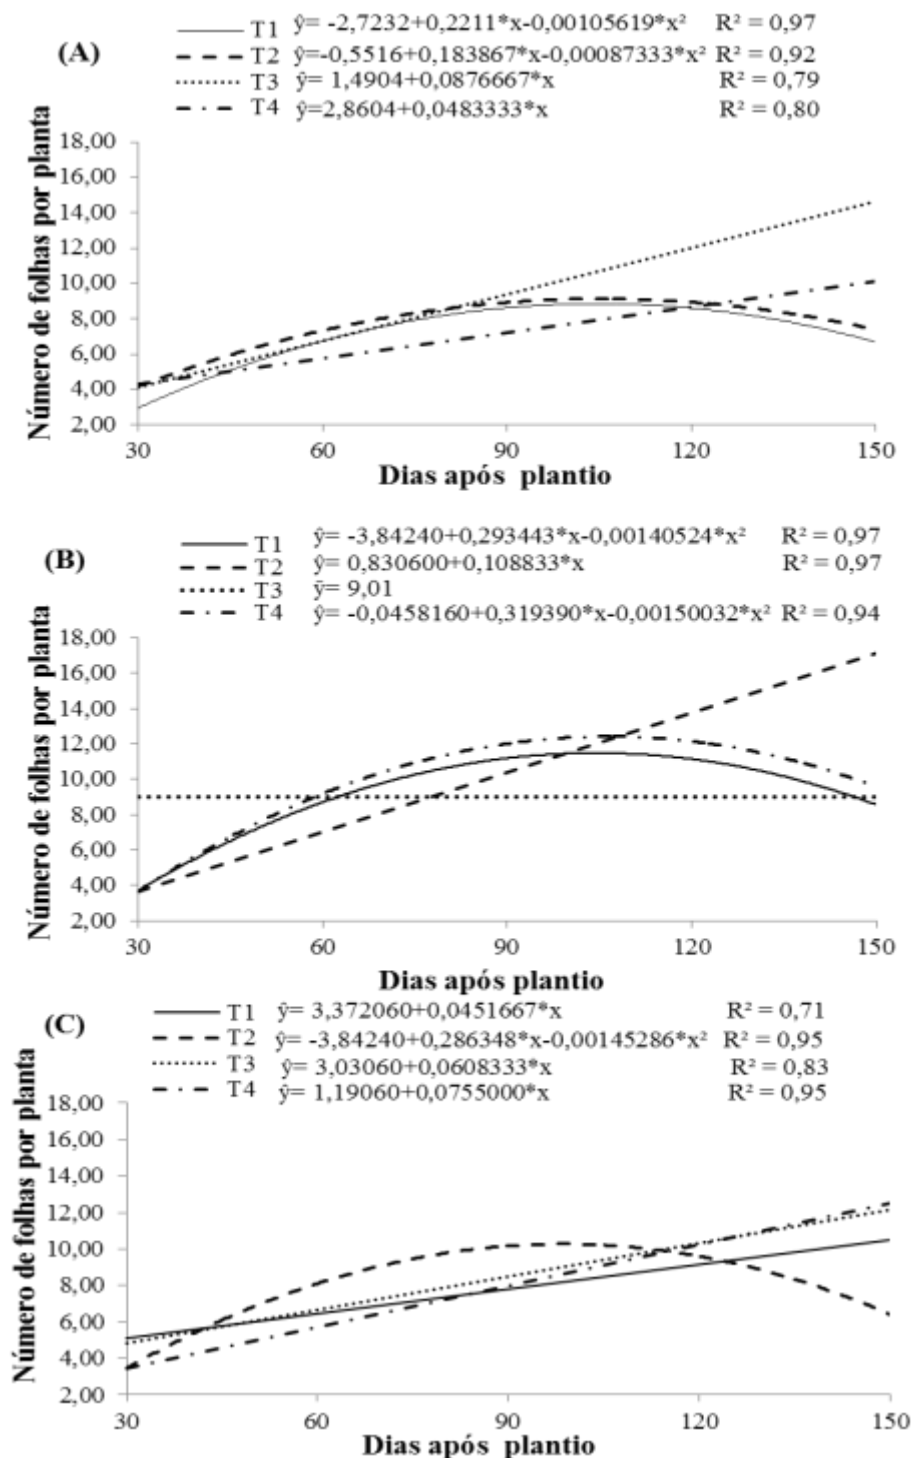 (A)
T1 ŷ= -2,7232+0,2211*x-0,00105619*x² R² = 0,97
T2 ŷ=-0,5516+0,183867*x-0,00087333*x² R² = 0,92
T3 ŷ= 1,4904+0,0876667*x R² = 0,79
T4 ŷ=2,8604+0,0483333*x R² = 0,80
Número de folhas por planta
18,00
16,00
14,00
12,00
10,00
8,00
6,00
4,00
2,00
30 60 90 120 150
Dias após plantio
(B)
T1 ŷ= -3,84240+0,293443*x-0,00140524*x² R² = 0,97
T2 ŷ= 0,830600+0,108833*x R² = 0,97
T3 ȳ= 9,01
T4 ŷ= -0,0458160+0,319390*x-0,00150032*x² R² = 0,94
Número de folhas por planta
18,00
16,00
14,00
12,00
10,00
8,00
6,00
4,00
2,00
30 60 90 120 150
Dias após plantio
(C)
T1 ŷ= 3,372060+0,0451667*x R² = 0,71
T2 ŷ= -3,84240+0,286348*x-0,00145286*x² R² = 0,95
T3 ŷ= 3,03060+0,0608333*x R² = 0,83
T4 ŷ= 1,19060+0,0755000*x R² = 0,95
Número de folhas por planta
18,00
16,00
14,00
12,00
10,00
8,00
6,00
4,00
2,00
30 60 90 120 150
Dias após plantio